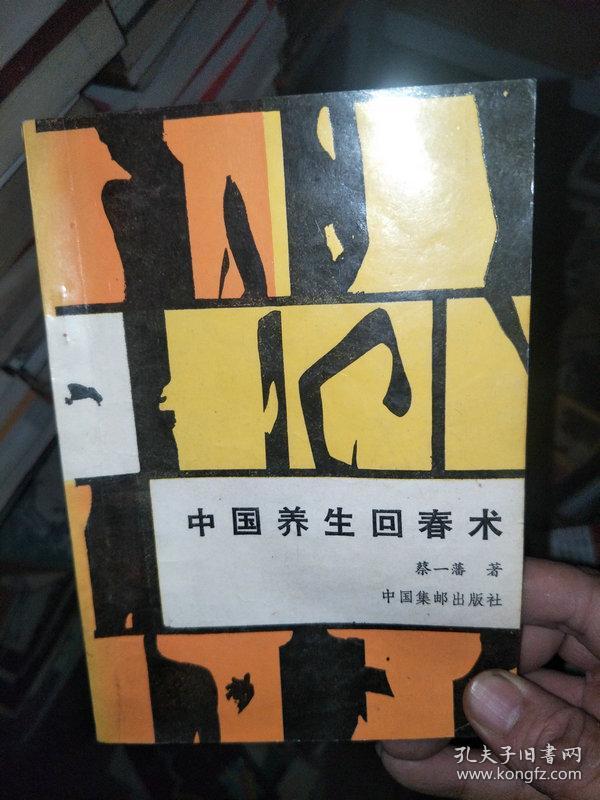 中国养生回春术
蔡一藩 著
中国集邮出版社
孔夫子旧书网
www.kongfz.com